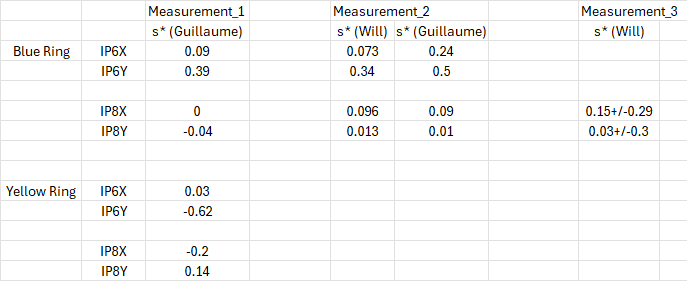 Measurement_1 Measurement_2 Measurement_3
s* (Guillaume) s* (Will) s* (Guillaume) s* (Will)
Blue Ring IP6X 0.09 0.073 0.24
IP6Y 0.39 0.34 0.5
IP8X 0 0.096 0.09 0.15+/-0.29
IP8Y -0.04 0.013 0.01 0.03+/-0.3
Yellow Ring IP6X 0.03
IP6Y -0.62
IP8X -0.2
IP8Y 0.14